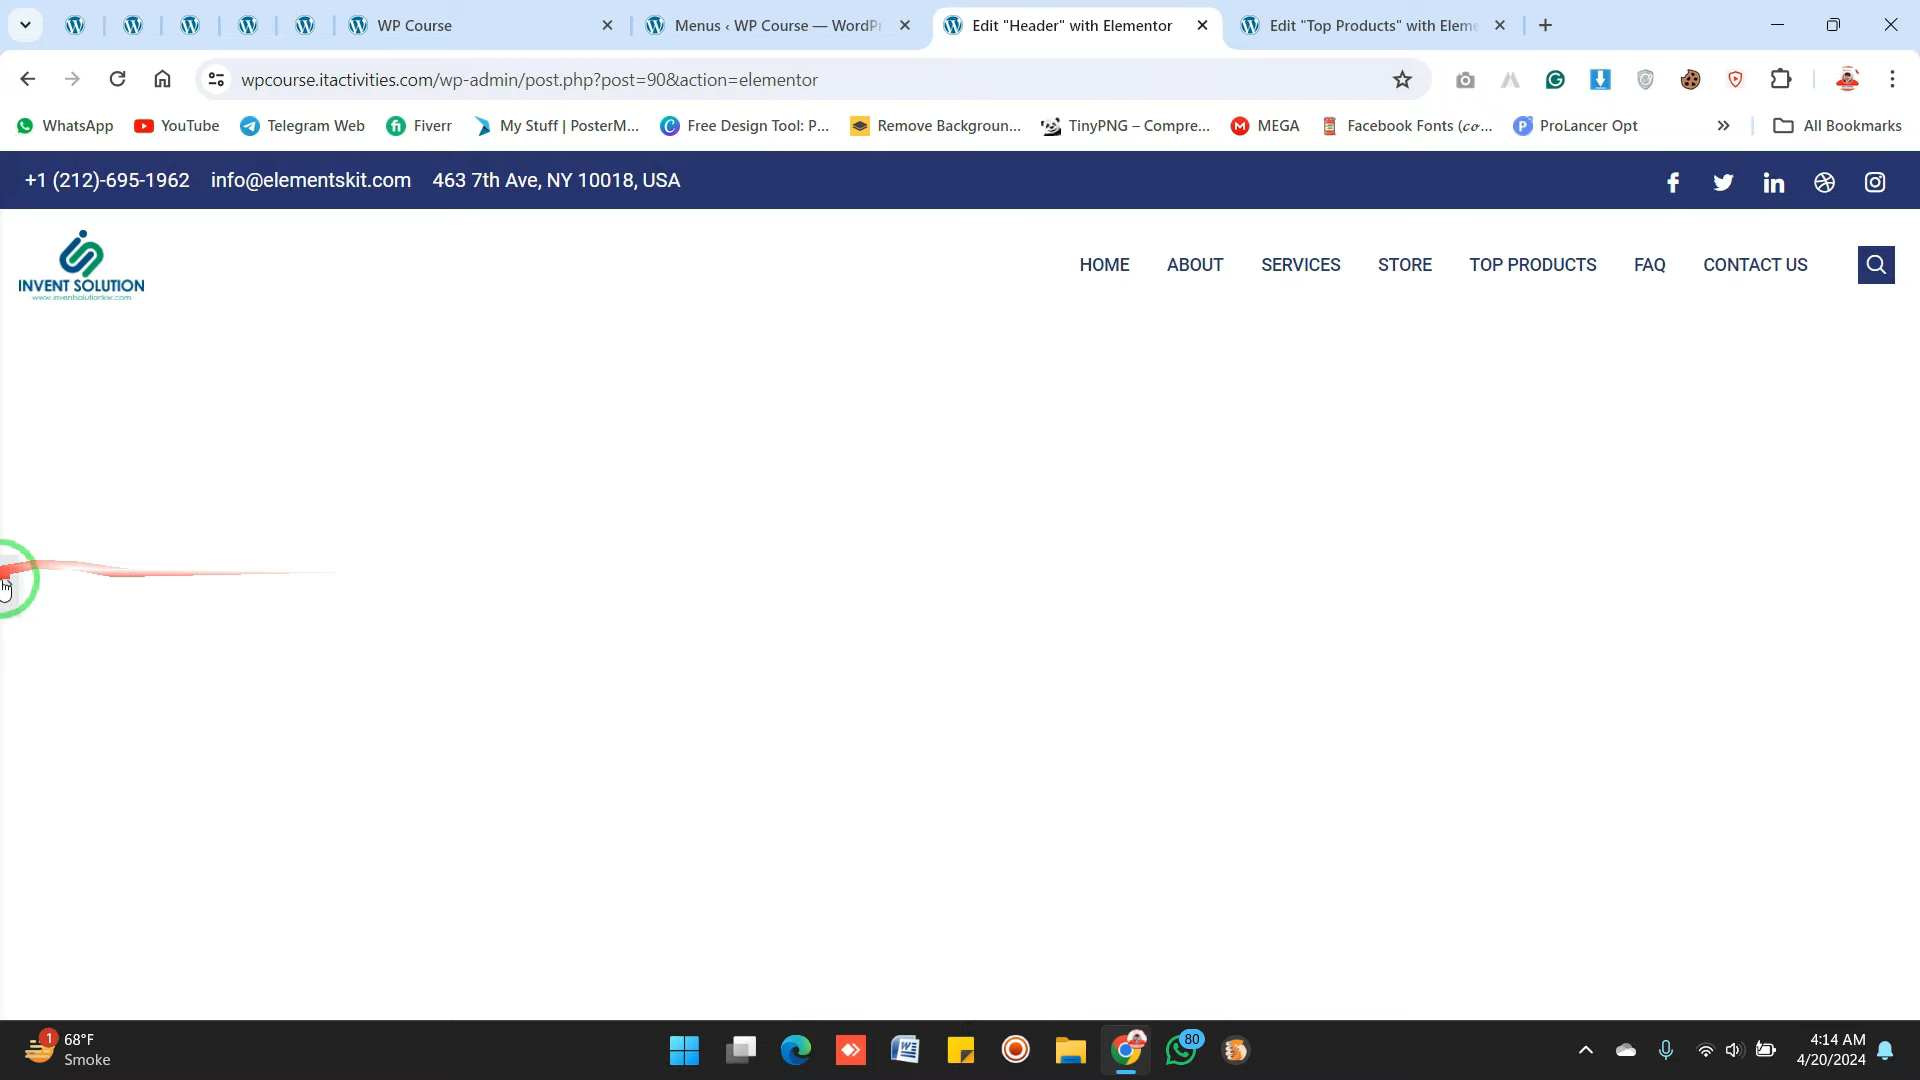 WP Course
Menus ‹ WP Course — WordPr
Edit "Header" with Elementor
Edit "Top Products" with Eleme
wpcourse.itactivities.com/wp-admin/post.php?post=90&action=elementor
WhatsApp
YouTube
Telegram Web
Fiverr
My Stuff | PosterM...
Free Design Tool: P...
Remove Backgroun...
TinyPNG – Compre...
MEGA
Facebook Fonts (𝒸ℴ...
ProLancer Opt
All Bookmarks
+1 (212)-695-1962 info@elementskit.com 463 7th Ave, NY 10018, USA
INVENT SOLUTION
www.inventsolutionkw.com
HOME ABOUT SERVICES STORE TOP PRODUCTS FAQ CONTACT US
1
68°F
Smoke
80
4:14 AM
4/20/2024